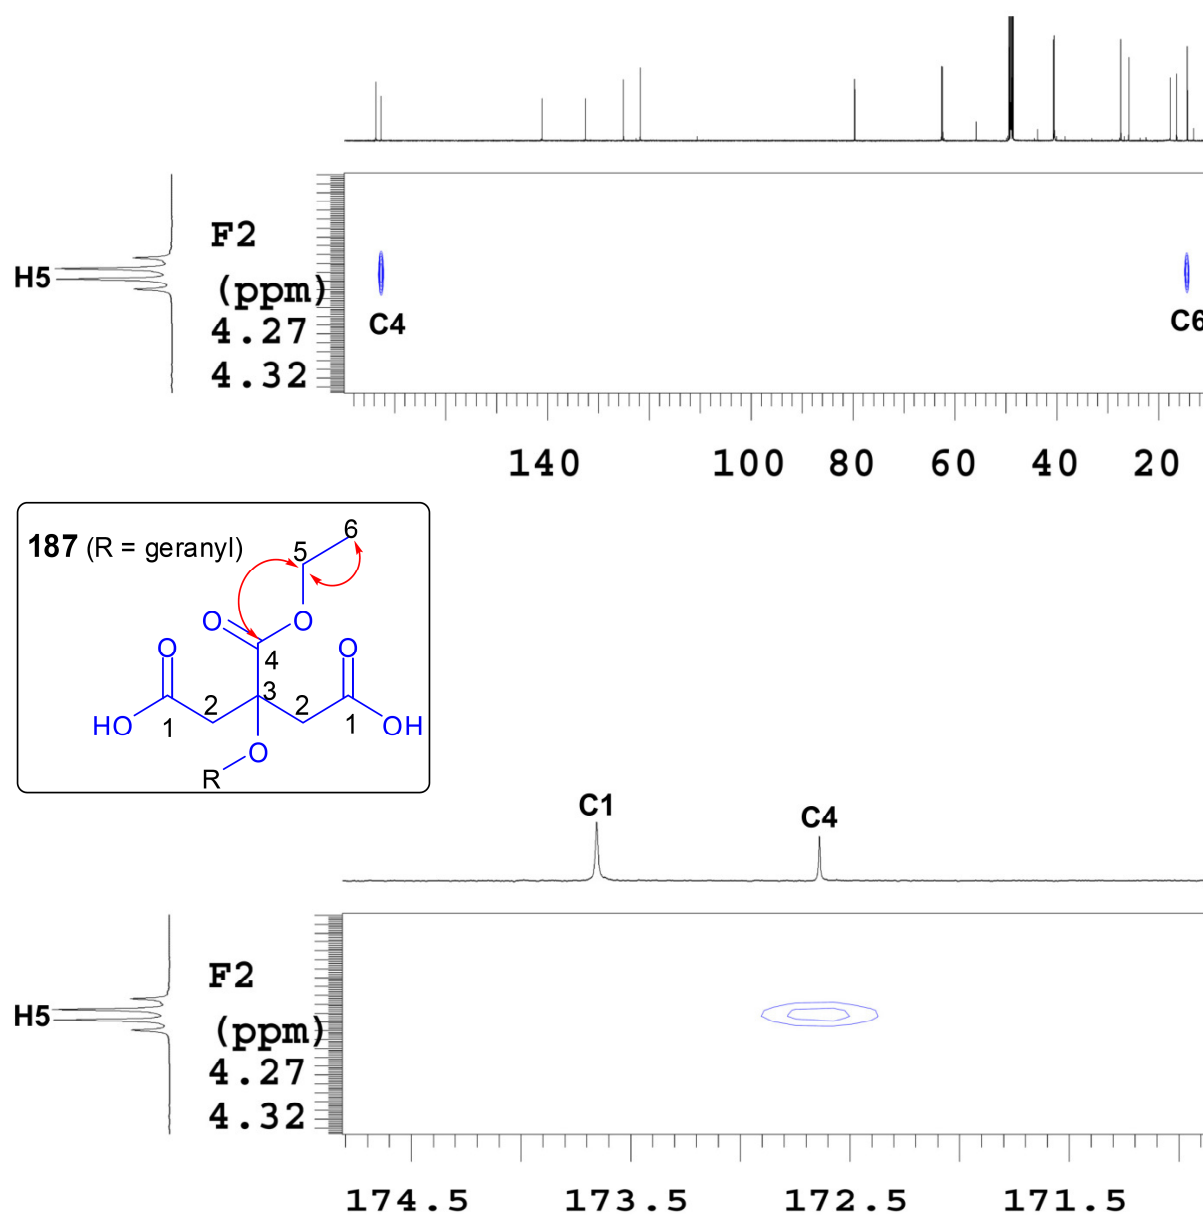 F2
H5
(ppm)
4.27
C4
C6
4.32
140 100 80 60 40 20
187 (R = geranyl)
6
5
O O
4
O O
3
2 2
HO 1 1 OH
O
R
C1
C4
F2
H5
(ppm)
4.27
4.32
174.5 173.5 172.5 171.5